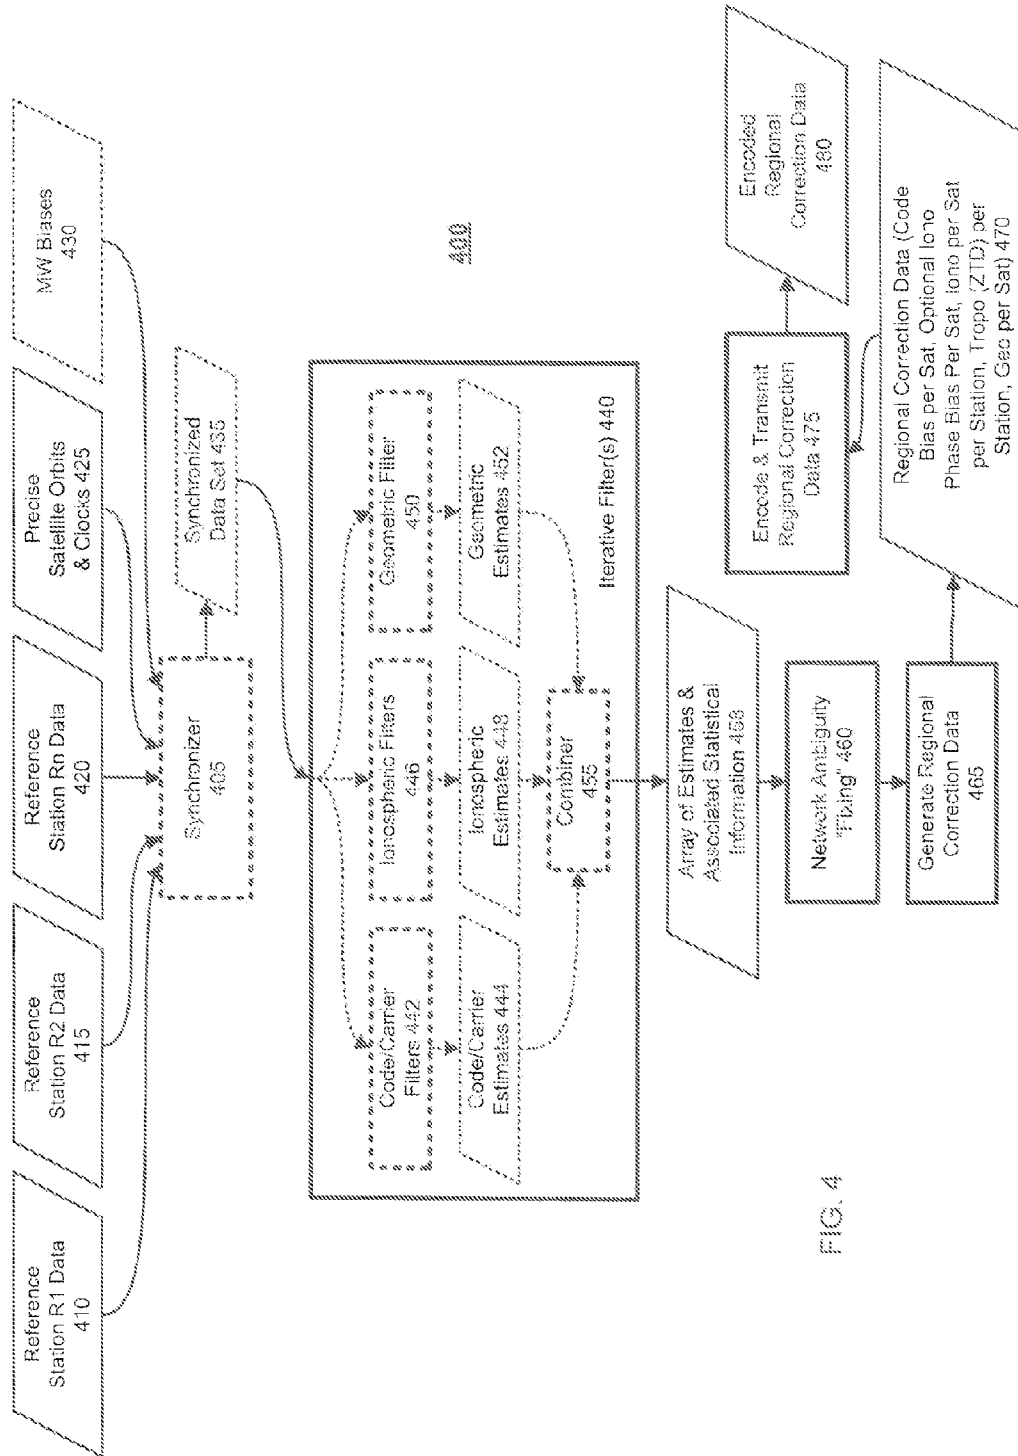 Reference
Station R1 Data
410
Reference
Station R2 Data
415
Reference
Station Rn Data
420
Precise
Satellite Orbits
& Clocks 425
MW Biases
430
Synchronizer
405
Synchronized
Data Set 435
400
Code/Carrier
Filters 442
Ionospheric Filters
446
Geometric Filter
450
Code/Carrier
Estimates 444
Ionospheric
Estimates 448
Geometric
Estimates 452
Combiner
455
Iterative Filter(s) 440
Array of Estimates &
Associated Statistical
Information 458
Network Ambiguity
"Fixing" 460
Generate Regional
Correction Data
465
Encode & Transmit
Regional Correction
Data 475
Encoded
Regional
Correction Data
480
Regional Correction Data (Code
Bias per Sat, Optional Iono
Phase Bias Per Sat, Iono per Sat
per Station, Tropo (ZTD) per
Station, Geo per Sat) 470
FIG. 4